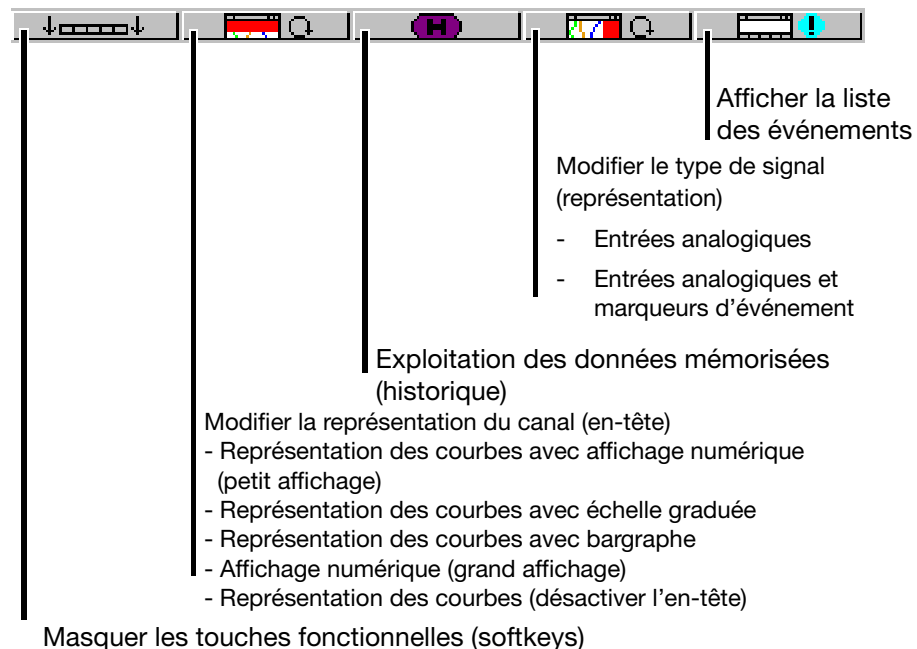 H
!
Afficher la liste
des événements
Modifier le type de signal
(représentation)
- Entrées analogiques
- Entrées analogiques et
marqueurs d'événement
Exploitation des données mémorisées
(historique)
Modifier la représentation du canal (en-tête)
- Représentation des courbes avec affichage numérique
(petit affichage)
- Représentation des courbes avec échelle graduée
- Représentation des courbes avec bargraphe
- Affichage numérique (grand affichage)
- Représentation des courbes (désactiver l'en-tête)
Masquer les touches fonctionnelles (softkeys)